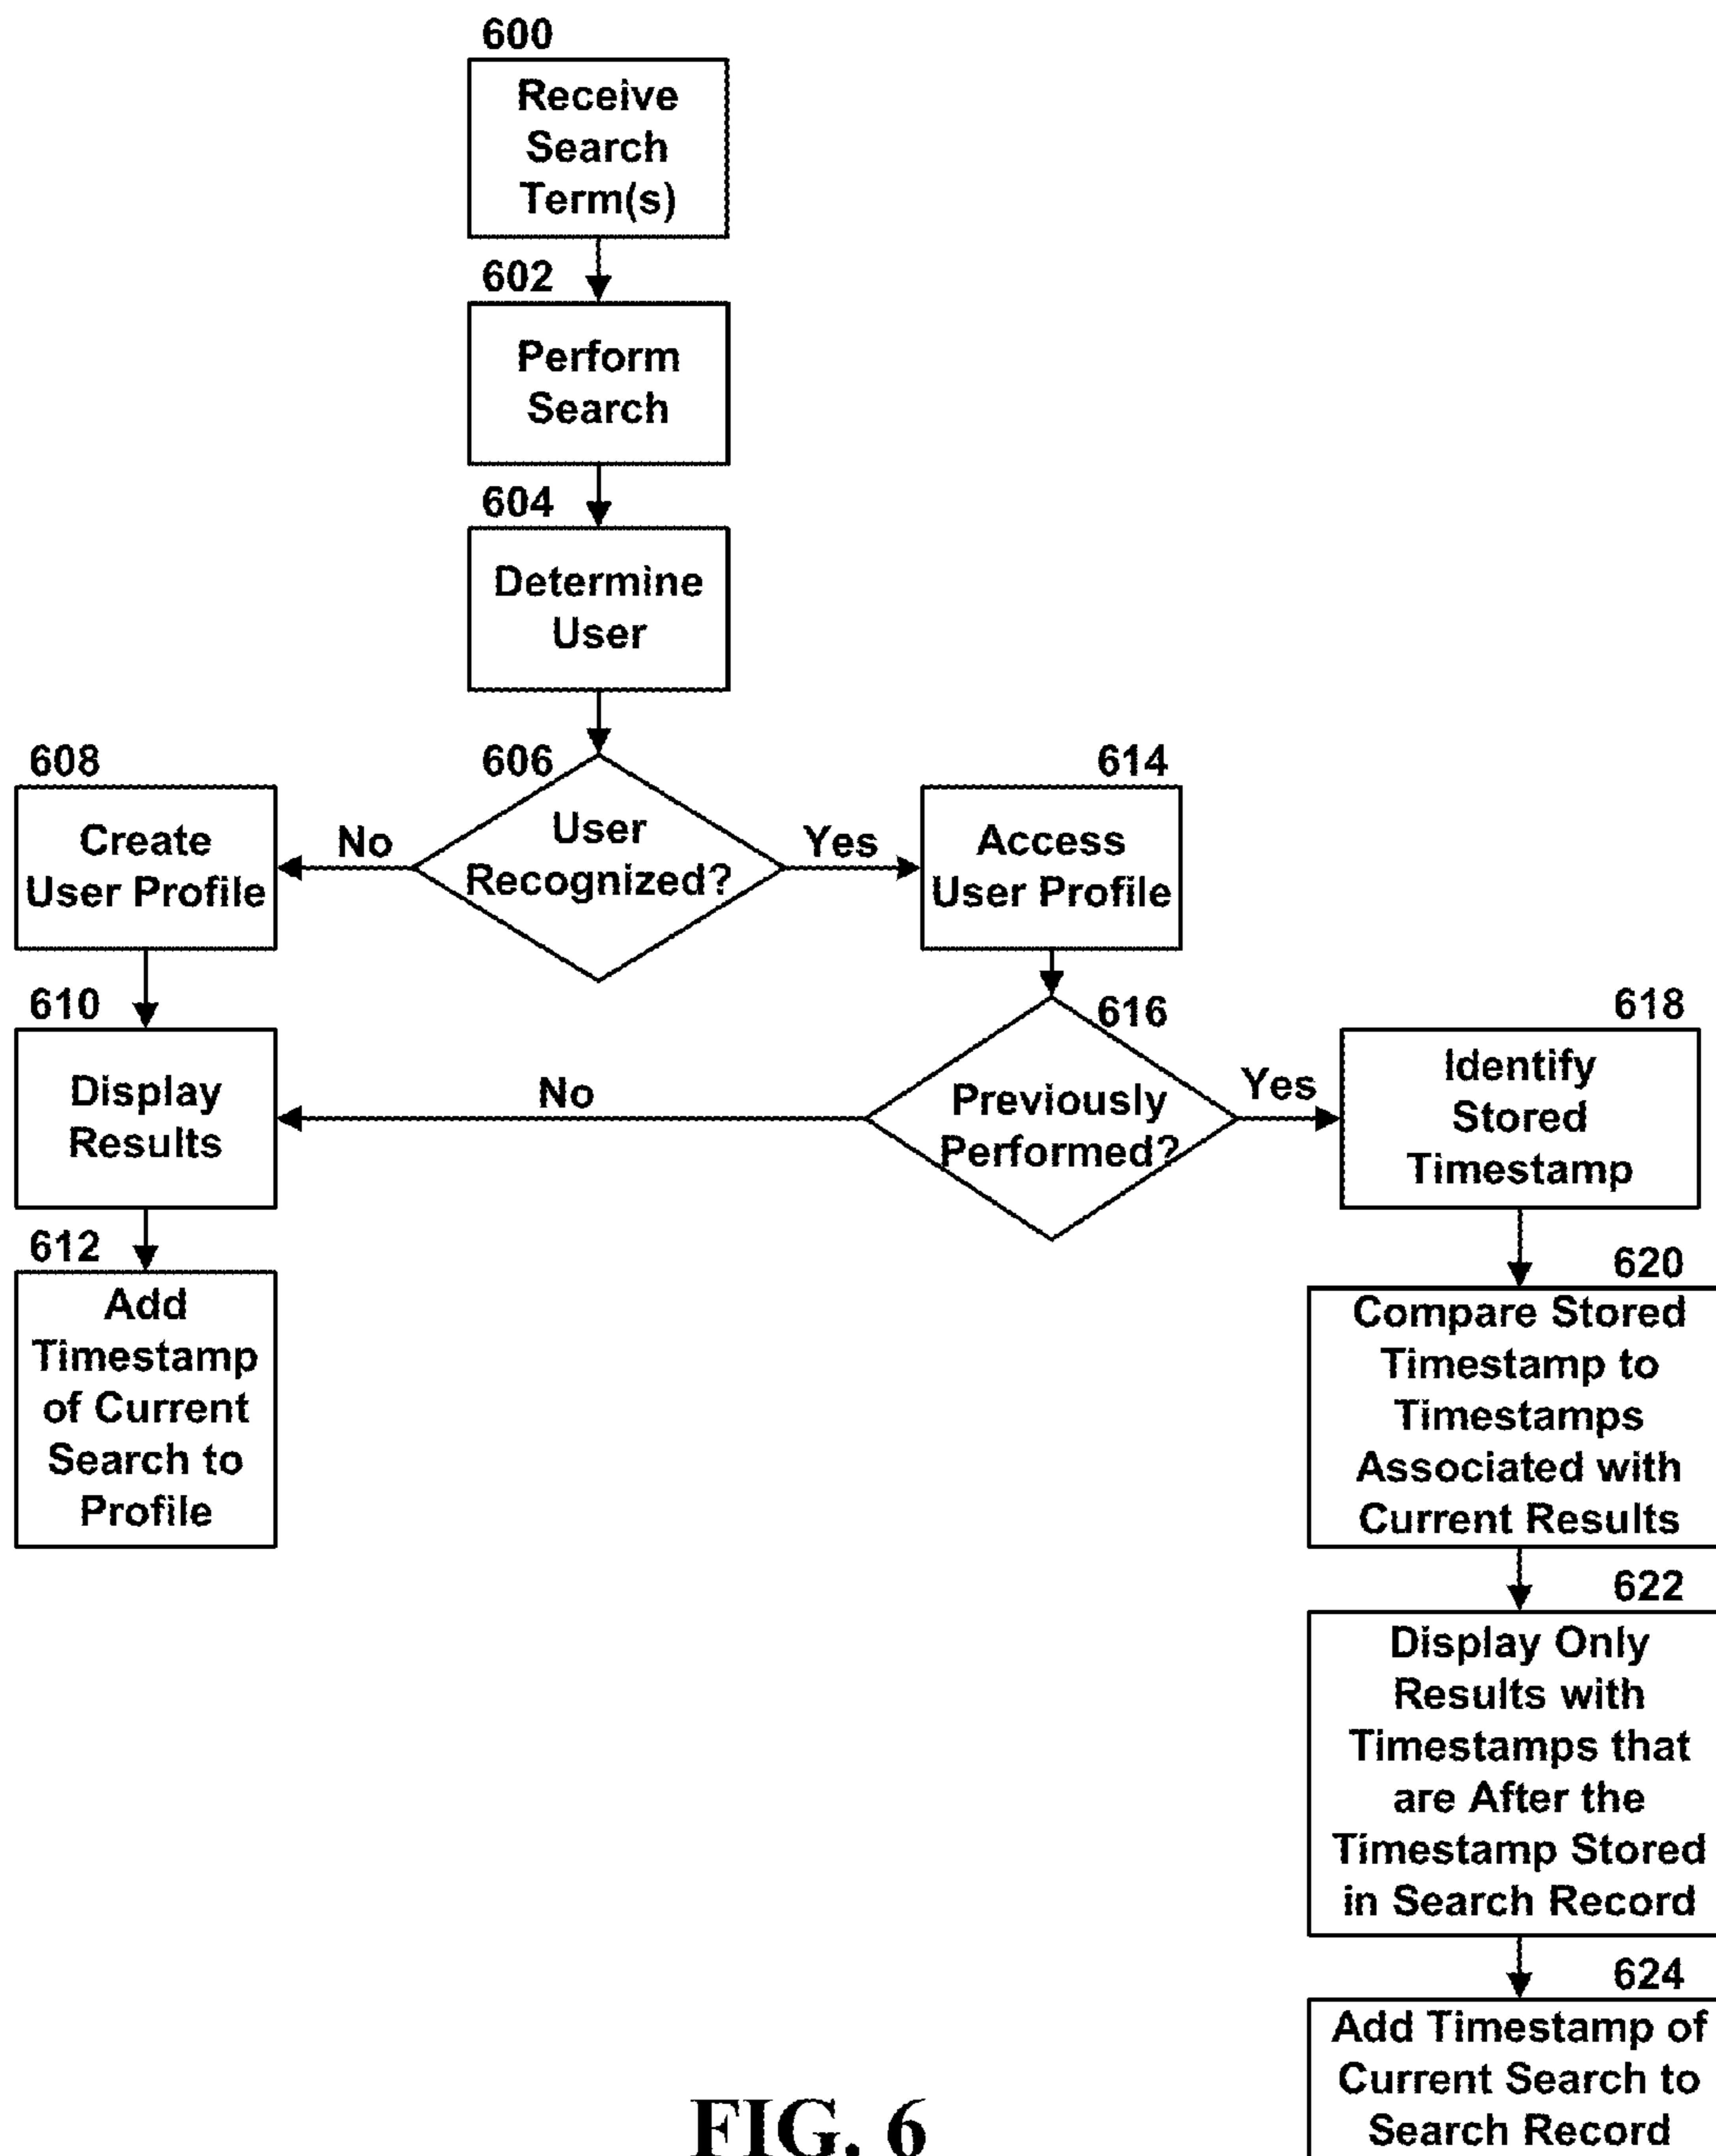 600
Receive
Search
Term(s)
602
Perform
Search
604
Determine
User
606
User
Recognized?
No
Yes
608
Create
User Profile
610
Display
Results
612
Add
Timestamp
of Current
Search to
Profile
614
Access
User Profile
616
Previously
Performed?
No
Yes
618
Identify
Stored
Timestamp
620
Compare Stored
Timestamp to
Timestamps
Associated with
Current Results
622
Display Only
Results with
Timestamps that
are After the
Timestamp Stored
in Search Record
624
Add Timestamp of
Current Search to
Search Record
FIG. 6